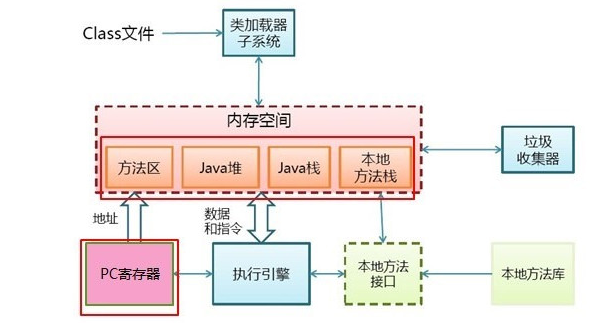 Class文件
类加载器
子系统
内存空间
方法区
Java堆
Java栈
本地
方法栈
垃圾
收集器
地址
数据
和指令
PC寄存器
执行引擎
本地方法
接口
本地方法库